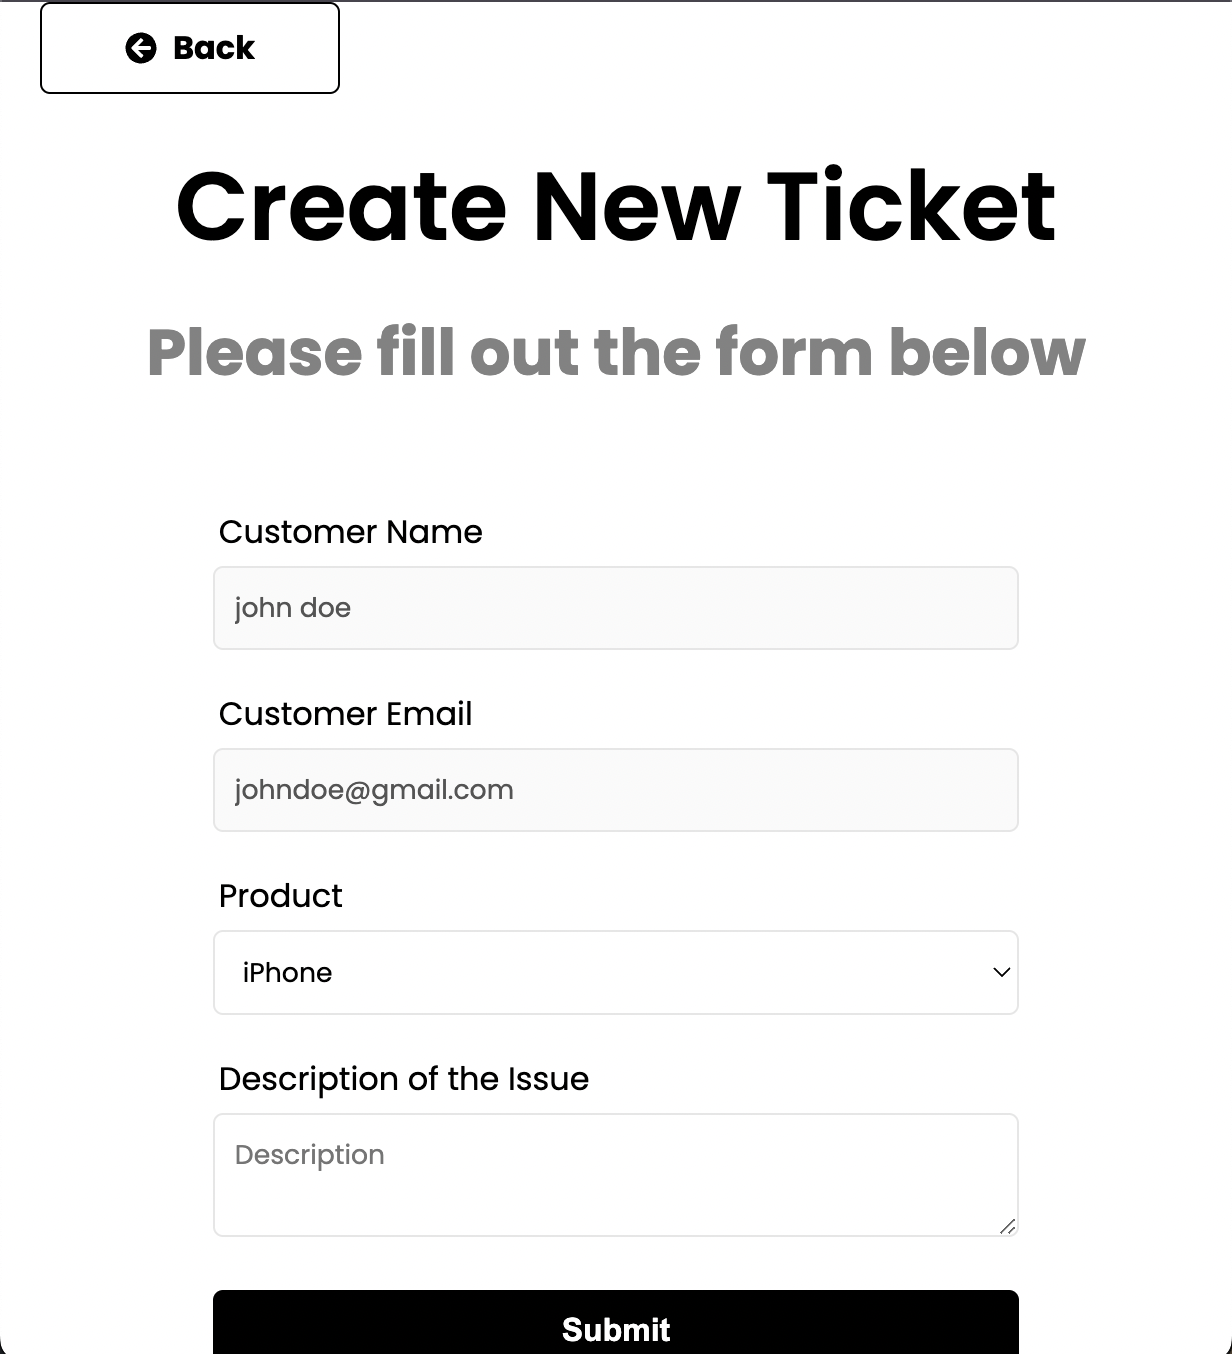 Back
Create New Ticket
Please fill out the form below
Customer Name
john doe
Customer Email
johndoe@gmail.com
Product
iPhone
Description of the Issue
Description
Submit